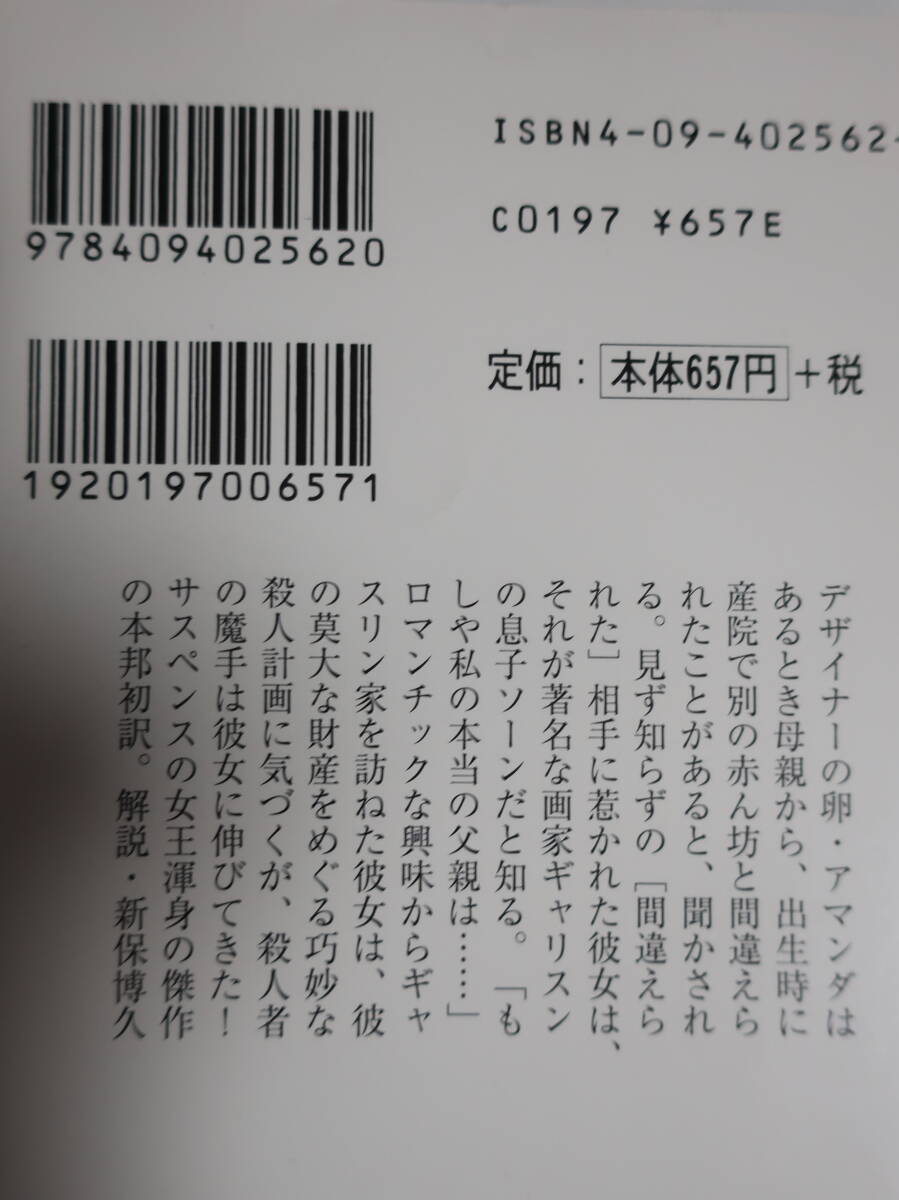 9784094025620
ISBN4-09-402562-
C0197 ¥657E
1920197006571
定価：本体657円+税
デザイナーの卵・アマンダは
あるとき母親から、出生時に
産院で別の赤ん坊と間違えら
れたことがあると、聞かされ
る。見ず知らずの［間違えら
れた］相手に惹かれた彼女は、
それが著名な画家ギャリスン
の息子ソーンだと知る。「も
しや私の本当の父親は……」
ロマンチックな興味からギャ
スリン家を訪ねた彼女は、彼
の莫大な財産をめぐる巧妙な
殺人計画に気づくが、殺人者
の魔手は彼女に伸びてきた！
サスペンスの女王渾身の傑作
の本邦初訳。解説・新保博久